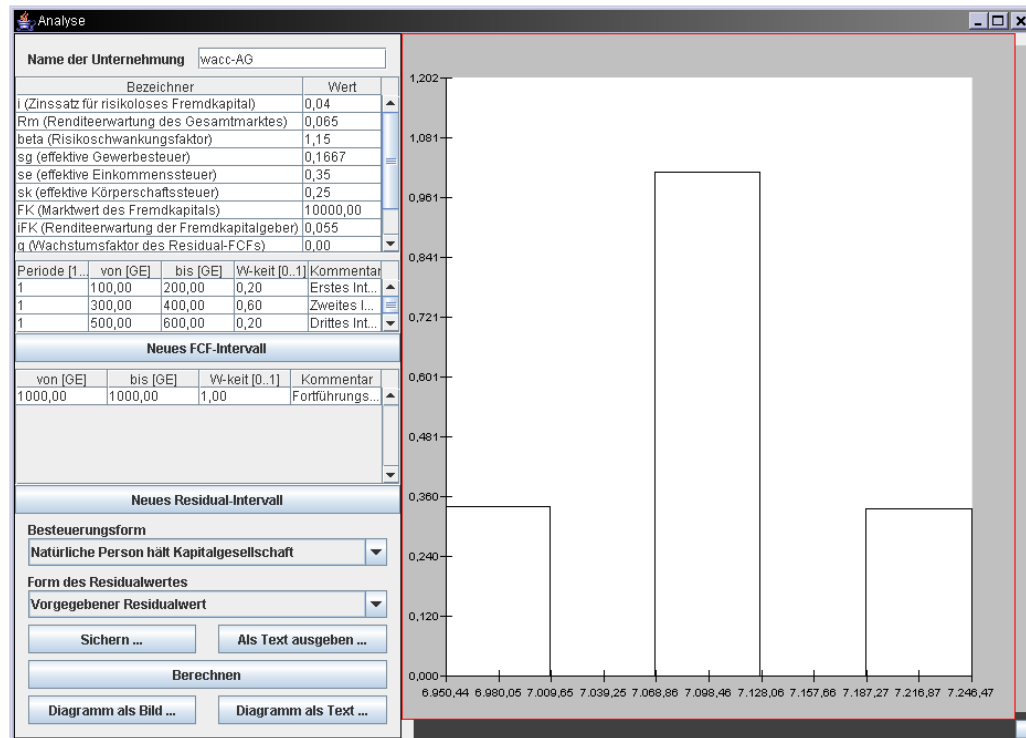 Analyse
Name der Unternehmung wacc-AG
Bezeichner Wert
i (Zinssatz für risikoloses Fremdkapital) 0,04
Rm (Renditeerwartung des Gesamtmarktes) 0,065
beta (Risikoschwankungsfaktor) 1,15
sg (effektive Gewerbesteuer) 0,1667
se (effektive Einkommenssteuer) 0,35
sk (effektive Körperschaftssteuer) 0,25
FK (Marktwert des Fremdkapitals) 10000,00
iFK (Renditeerwartung der Fremdkapitalgeber) 0,055
g (Wachstumsfaktor des Residual-FCFs) 0,00
Periode [1... von [GE] bis [GE] W-keit [0..1] Kommentar
1 100,00 200,00 0,20 Erstes Int...
1 300,00 400,00 0,60 Zweites I...
1 500,00 600,00 0,20 Drittes Int...
Neues FCF-Intervall
von [GE] bis [GE] W-keit [0..1] Kommentar
1000,00 1000,00 1,00 Fortführungs...
Neues Residual-Intervall
Besteuerungsform
Natürliche Person hält Kapitalgesellschaft
Form des Residualwertes
Vorgegebener Residualwert
Sichern ... Als Text ausgeben ...
Berechnen
Diagramm als Bild ... Diagramm als Text ...
1,202
1,081
0,961
0,841
0,721
0,601
0,481
0,360
0,240
0,120
0,000
6.950,44 6.980,05 7.009,65 7.039,25 7.068,86 7.098,46 7.128,06 7.157,66 7.187,27 7.216,87 7.246,47